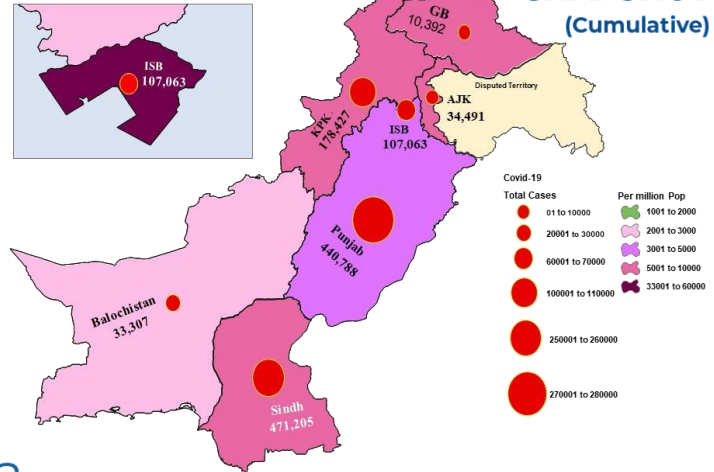 (Cumulative)
ISB
107,063
GB
10,392
Disputed Territory
AJK
34,491
KPK
178,427
ISB
107,063
Punjab
440,788
Balochistan
33,307
Sindh
471,205
Covid-19
Total Cases
01 to 10000
20001 to 30000
60001 to 70000
100001 to 110000
250001 to 260000
270001 to 280000
Per million Pop
1001 to 2000
2001 to 3000
3001 to 5000
5001 to 10000
33001 to 60000